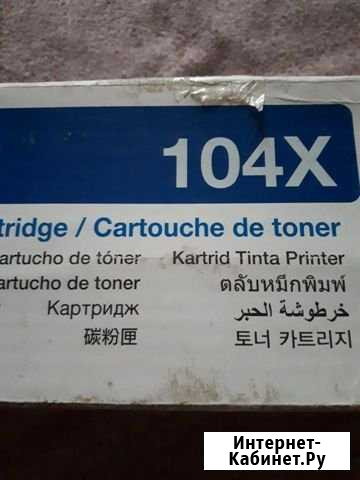 104X
tridge / Cartouche de toner
artucho de tóner Kartrid Tinta Printer
artucho de toner ตลับหมึกพิมพ์
Картридж خرطوشة الحبر
碳粉匣 토너 카트리지
Интернет-
Кабинет.Ру